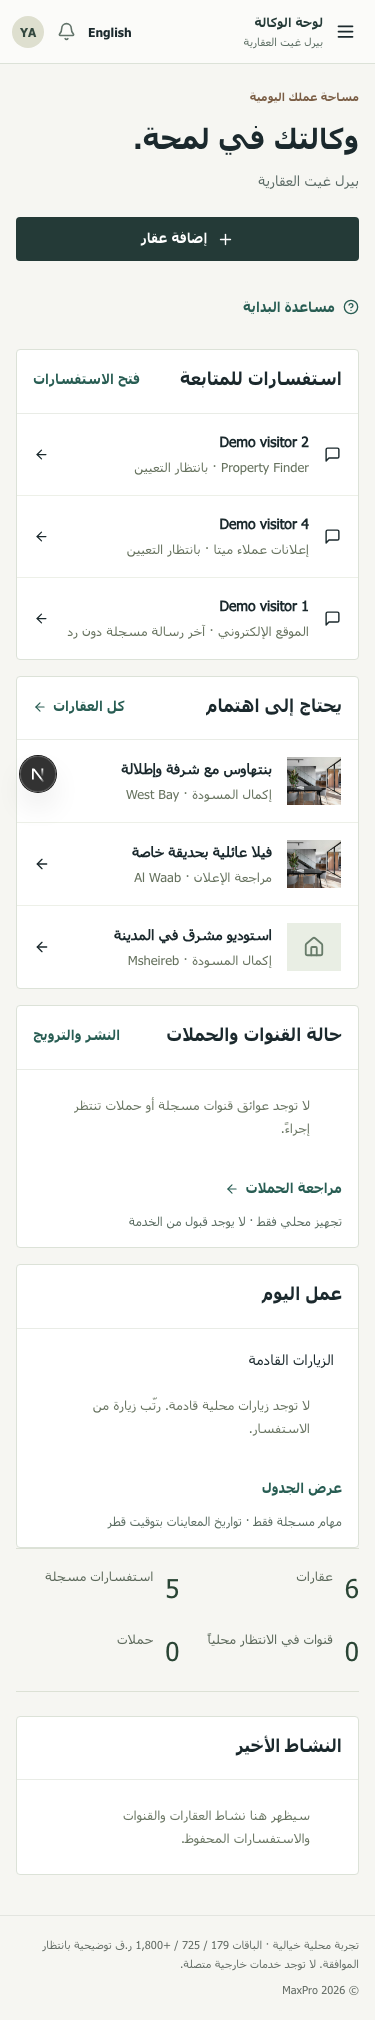 لوحة الوكالة
بيرل غيت العقارية
English
YA
مساحة عملك اليومية
وكالتك في لمحة.
بيرل غيت العقارية
إضافة عقار
مساعدة البداية
استفسارات للمتابعة
فتح الاستفسارات
Demo visitor 2
Property Finder · بانتظار التعيين
Demo visitor 4
إعلانات عملاء ميتا · بانتظار التعيين
Demo visitor 1
الموقع الإلكتروني · آخر رسالة مسجلة دون رد
يحتاج إلى اهتمام
كل العقارات
بنتهاوس مع شرفة وإطلالة
إكمال المسودة · West Bay
N
فيلا عائلية بحديقة خاصة
مراجعة الإعلان · Al Waab
استوديو مشرق في المدينة
إكمال المسودة · Msheireb
حالة القنوات والحملات
النشر والترويج
لا توجد عوائق قنوات مسجلة أو حملات تنتظر
إجراءً.
مراجعة الحملات
تجهيز محلي فقط · لا يوجد قبول من الخدمة
عمل اليوم
الزيارات القادمة
لا توجد زيارات محلية قادمة. رتّب زيارة من
الاستفسار.
عرض الجدول
مهام مسجلة فقط · تواريخ المعاينات بتوقيت قطر
6 عقارات
5 استفسارات مسجلة
0 قنوات في الانتظار محلياً
0 حملات
النشاط الأخير
سيظهر هنا نشاط العقارات والقنوات
والاستفسارات المحفوظ.
تجربة محلية خيالية · الباقات 179 / 725 / +1,800 ر.ق توضيحية بانتظار
الموافقة. لا توجد خدمات خارجية متصلة.
© 2026 MaxPro